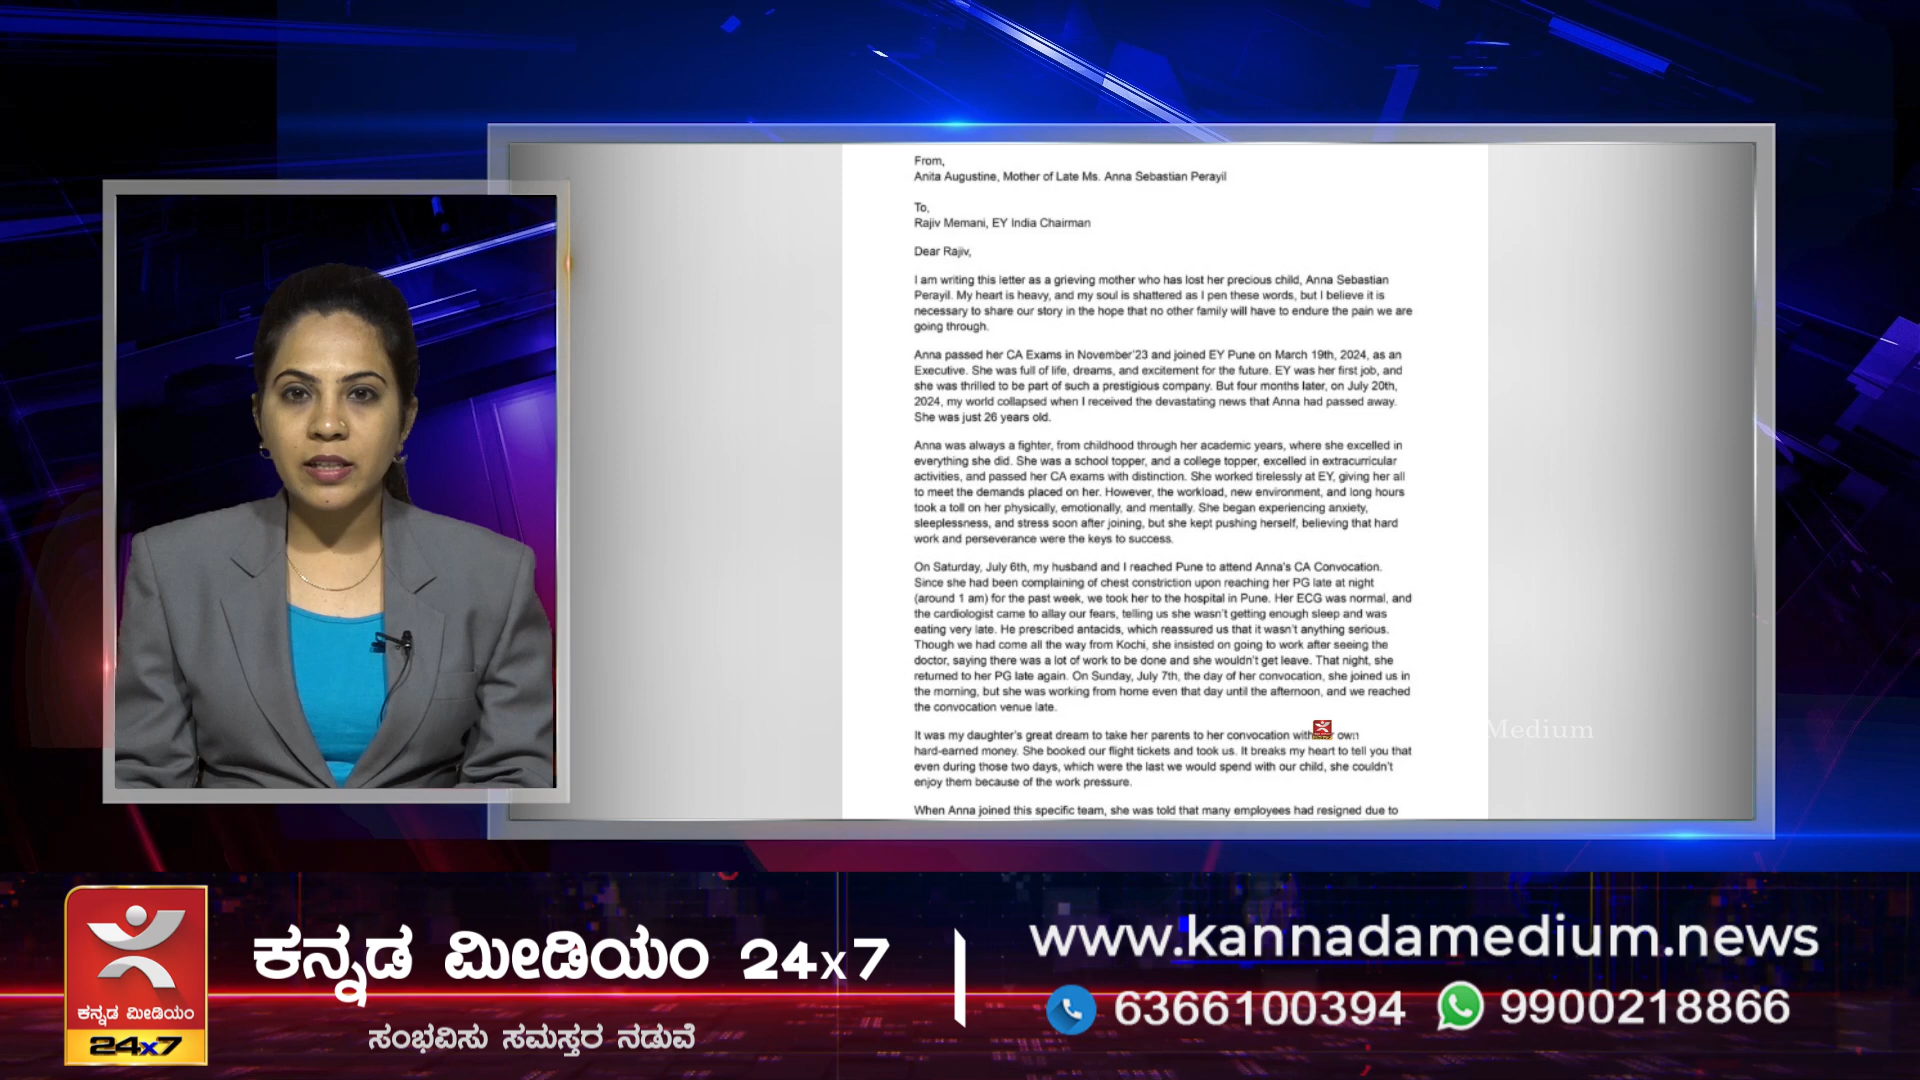 From,
Anita Augustine, Mother of Late Ms. Anna Sebastian Perayil
To,
Rajiv Memani, EY India Chairman
Dear Rajiv,
I am writing this letter as a grieving mother who has lost her precious child, Anna Sebastian
Perayil. My heart is heavy, and my soul is shattered as I pen these words, but I believe it is
necessary to share our story in the hope that no other family will have to endure the pain we are
going through.
Anna passed her CA Exams in November'23 and joined EY Pune on March 19th, 2024, as an
Executive. She was full of life, dreams, and excitement for the future. EY was her first job, and
she was thrilled to be part of such a prestigious company. But four months later, on July 20th,
2024, my world collapsed when I received the devastating news that Anna had passed away.
She was just 26 years old.
Anna was always a fighter, from childhood through her academic years, where she excelled in
everything she did. She was a school topper, and a college topper, excelled in extracurricular
activities, and passed her CA exams with distinction. She worked tirelessly at EY, giving her all
to meet the demands placed on her. However, the workload, new environment, and long hours
took a toll on her physically, emotionally, and mentally. She began experiencing anxiety,
sleeplessness, and stress soon after joining, but she kept pushing herself, believing that hard
work and perseverance were the keys to success.
On Saturday, July 6th, my husband and I reached Pune to attend Anna's CA Convocation.
Since she had been complaining of chest constriction upon reaching her PG late at night
(around 1 am) for the past week, we took her to the hospital in Pune. Her ECG was normal, and
the cardiologist came to allay our fears, telling us she wasn't getting enough sleep and was
eating very late. He prescribed antacids, which reassured us that it wasn't anything serious.
Though we had come all the way from Kochi, she insisted on going to work after seeing the
doctor, saying there was a lot of work to be done and she wouldn't get leave. That night, she
returned to her PG late again. On Sunday, July 7th, the day of her convocation, she joined us in
the morning, but she was working from home even that day until the afternoon, and we reached
the convocation venue late.
It was my daughter's great dream to take her parents to her convocation with own
hard-earned money. She booked our flight tickets and took us. It breaks my heart to tell you that
even during those two days, which were the last we would spend with our child, she couldn't
enjoy them because of the work pressure.
When Anna joined this specific team, she was told that many employees had resigned due to
Medium
ಕನ್ನಡ ಮೀಡಿಯಂ 24x7
ಸಂಭವಿಸು ಸಮಸ್ತರ ನಡುವೆ
ಕನ್ನಡ ಮೀಡಿಯಂ
24x7
www.kannadamedium.news
6366100394 9900218866